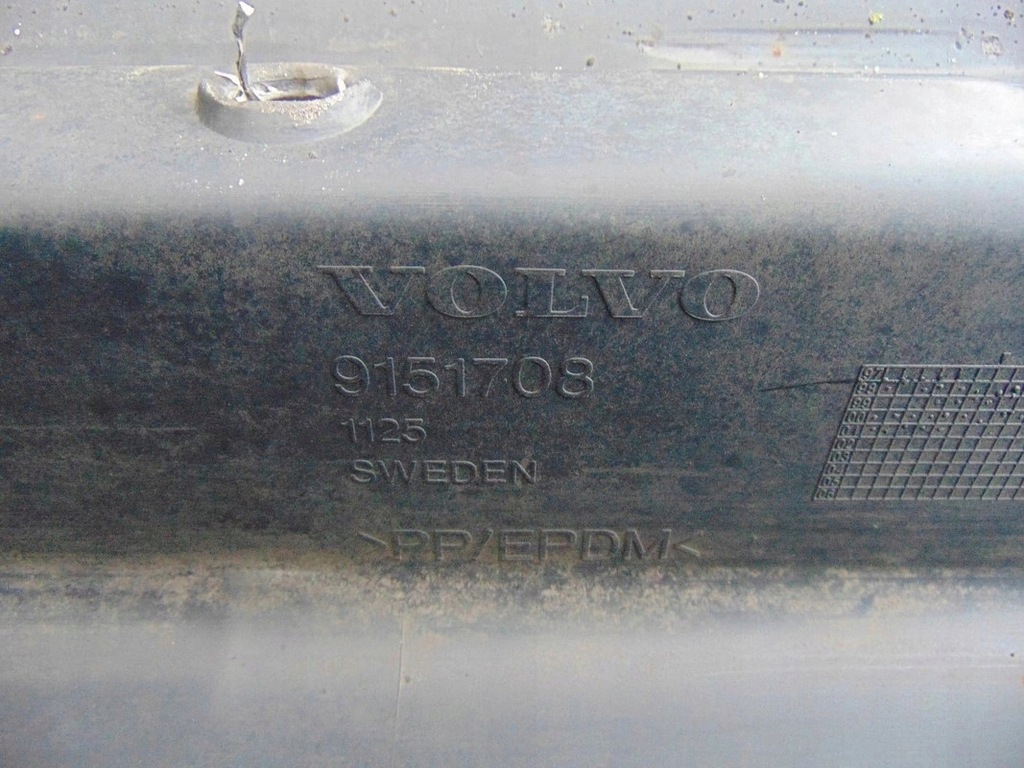 VOLVO
9151708
1125
SWEDEN
>PP/EPDM<